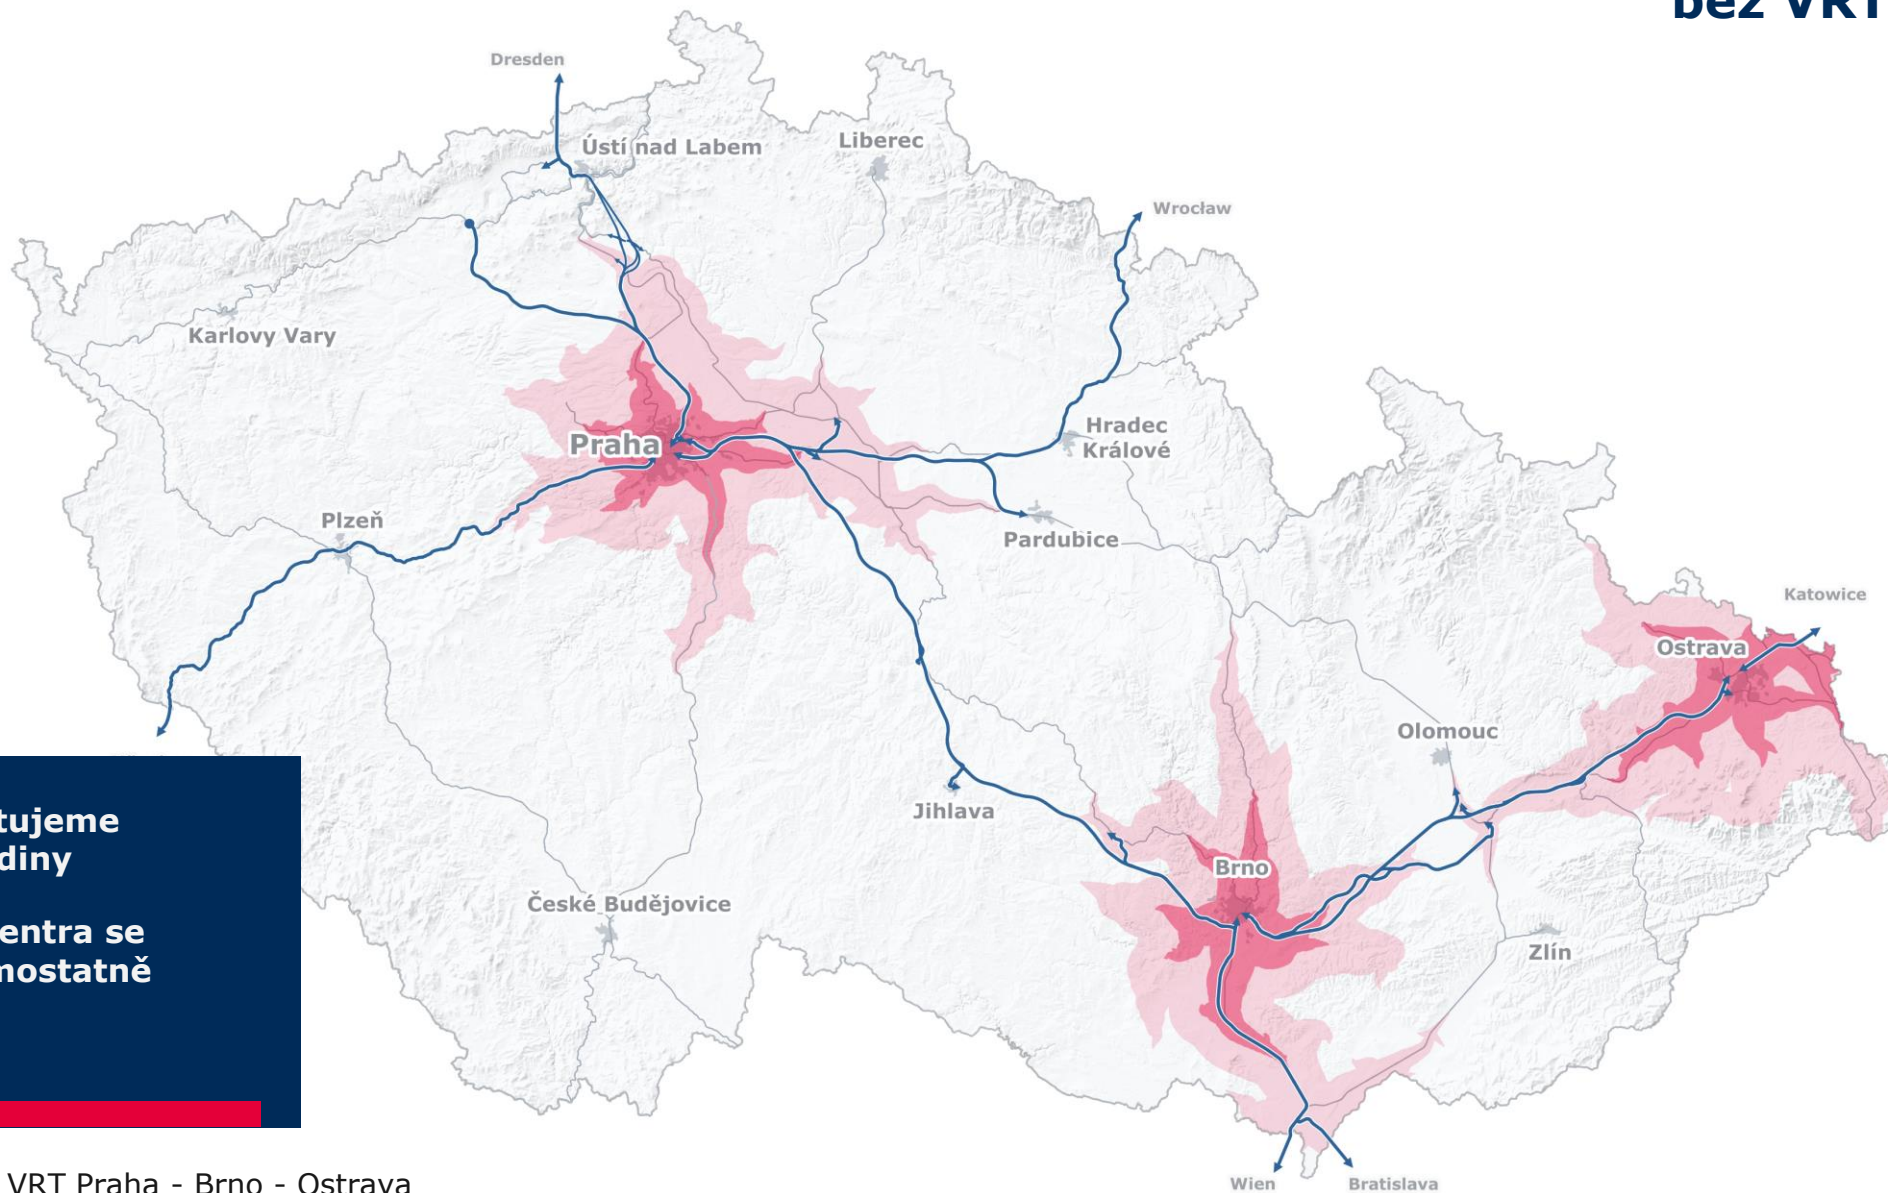 bez VRT
Dresden
Ústí nad Labem
Liberec
Wrocław
Karlovy Vary
Praha
Hradec
Králové
Plzeň
Pardubice
Katowice
Ostrava
Olomouc
Jihlava
Brno
České Budějovice
Zlín
tujeme
diny
entra se
mostatně
VRT Praha - Brno - Ostrava
Wien
Bratislava